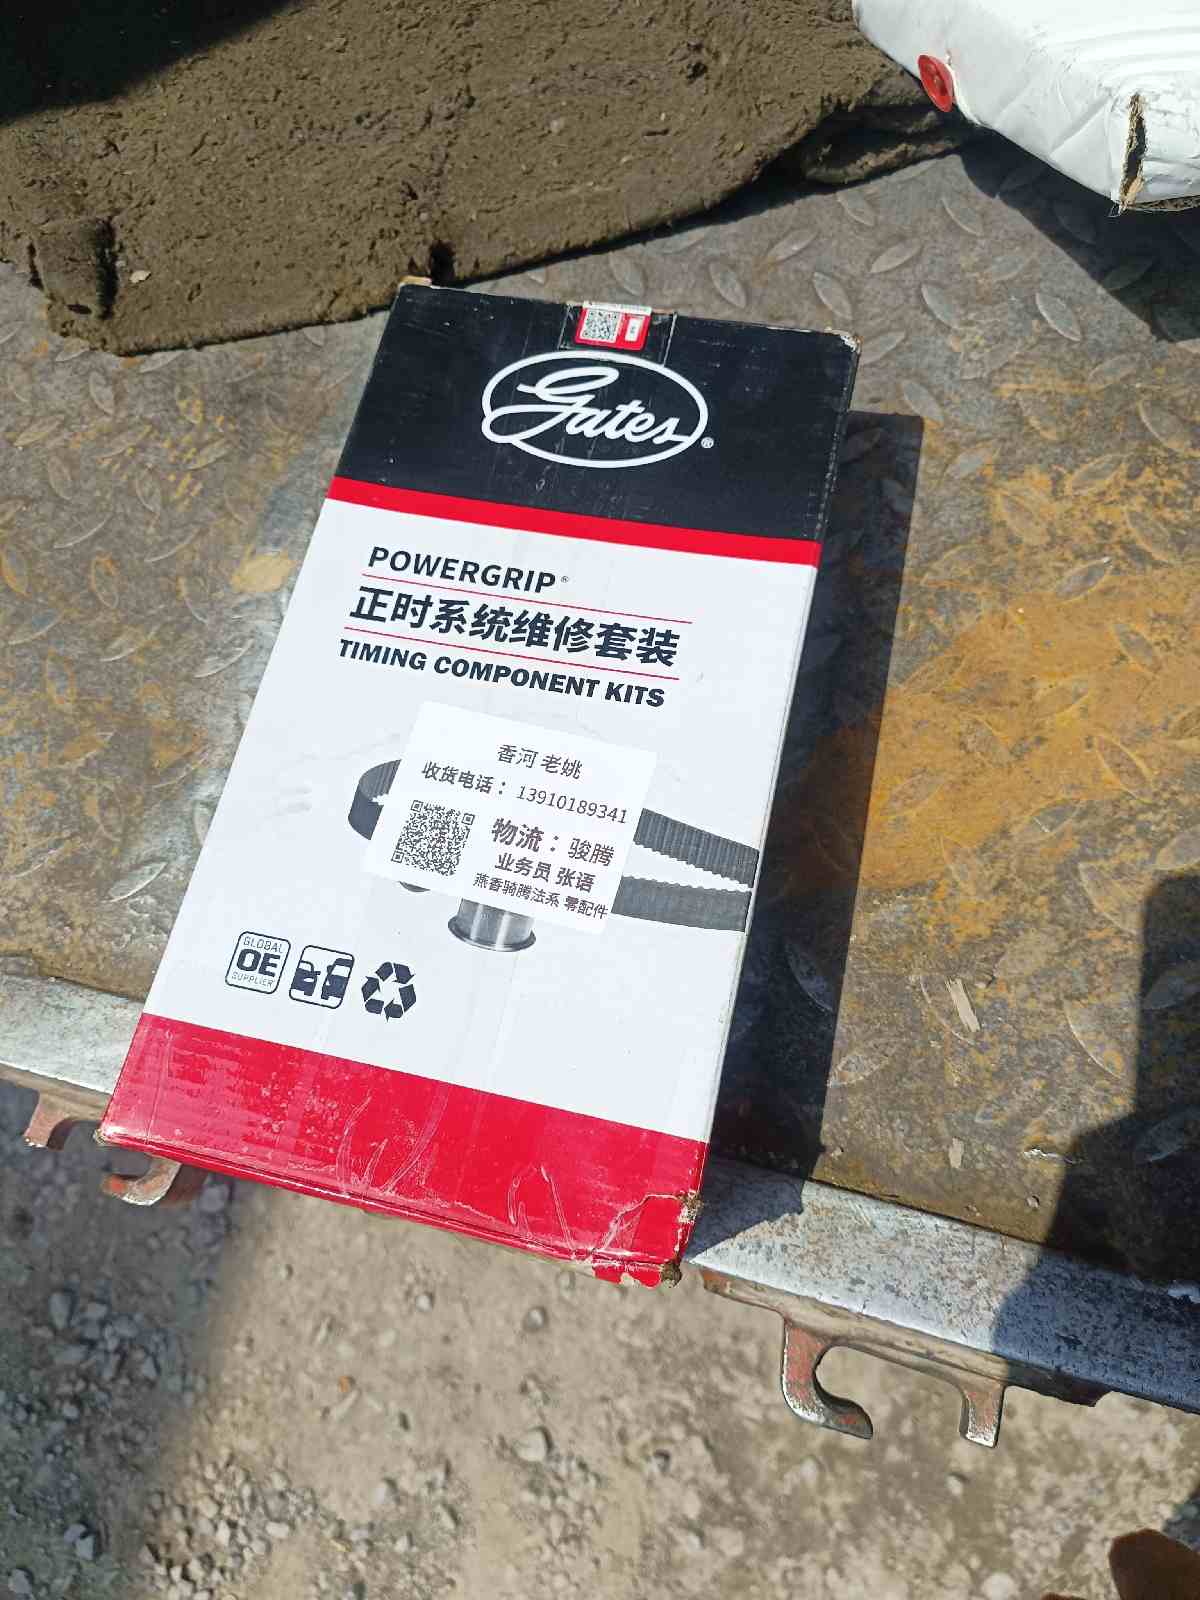 Gates®
POWERGRIP®
正时系统维修套装
TIMING COMPONENT KITS
香河 老姚
收货电话： 13910189341
物流： 骏腾
业务员 张语
燕香骑腾法系 零配件
GLOBAL
OE
SUPPLIER